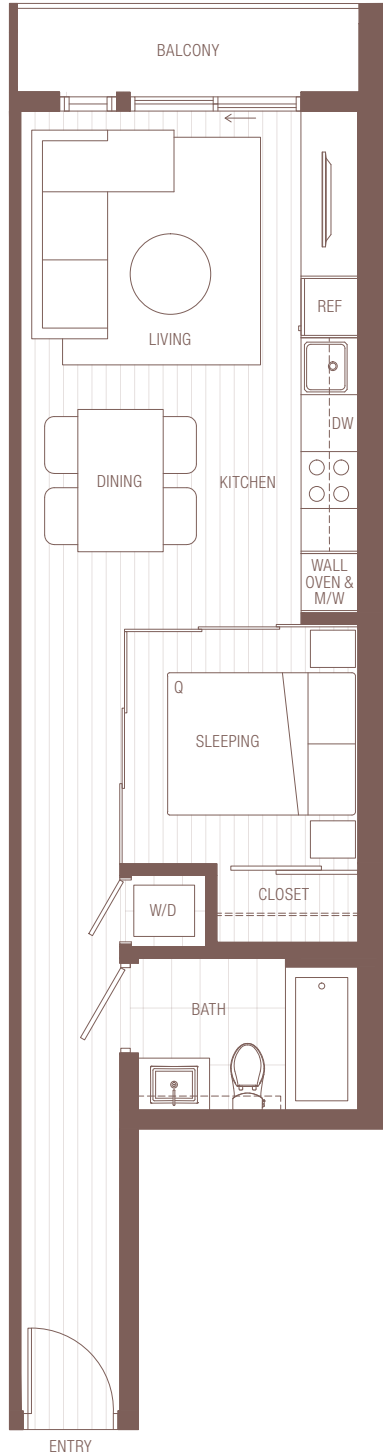 BALCONY
REF
LIVING
DW
DINING
KITCHEN
WALL
OVEN &
M/W
Q
SLEEPING
CLOSET
W/D
BATH
ENTRY